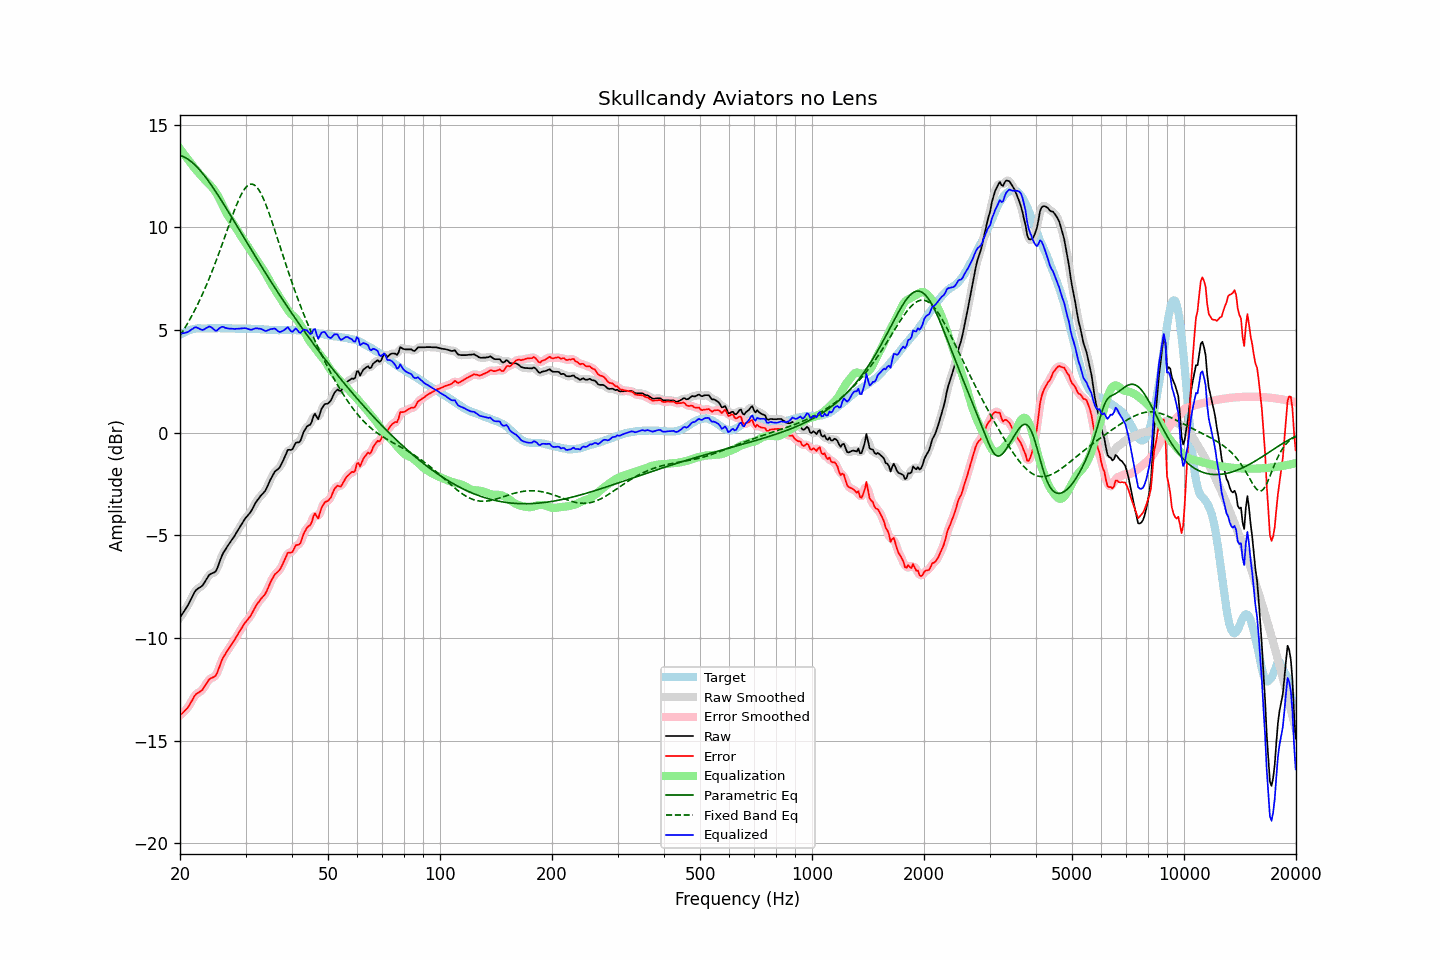 Skullcandy Aviators no Lens
15
10
5
0
−5
−10
−15
−20
Amplitude (dBr)
Target
Raw Smoothed
Error Smoothed
Raw
Error
Equalization
Parametric Eq
Fixed Band Eq
Equalized
20 50 100 200 500 1000 2000 5000 10000 20000
Frequency (Hz)